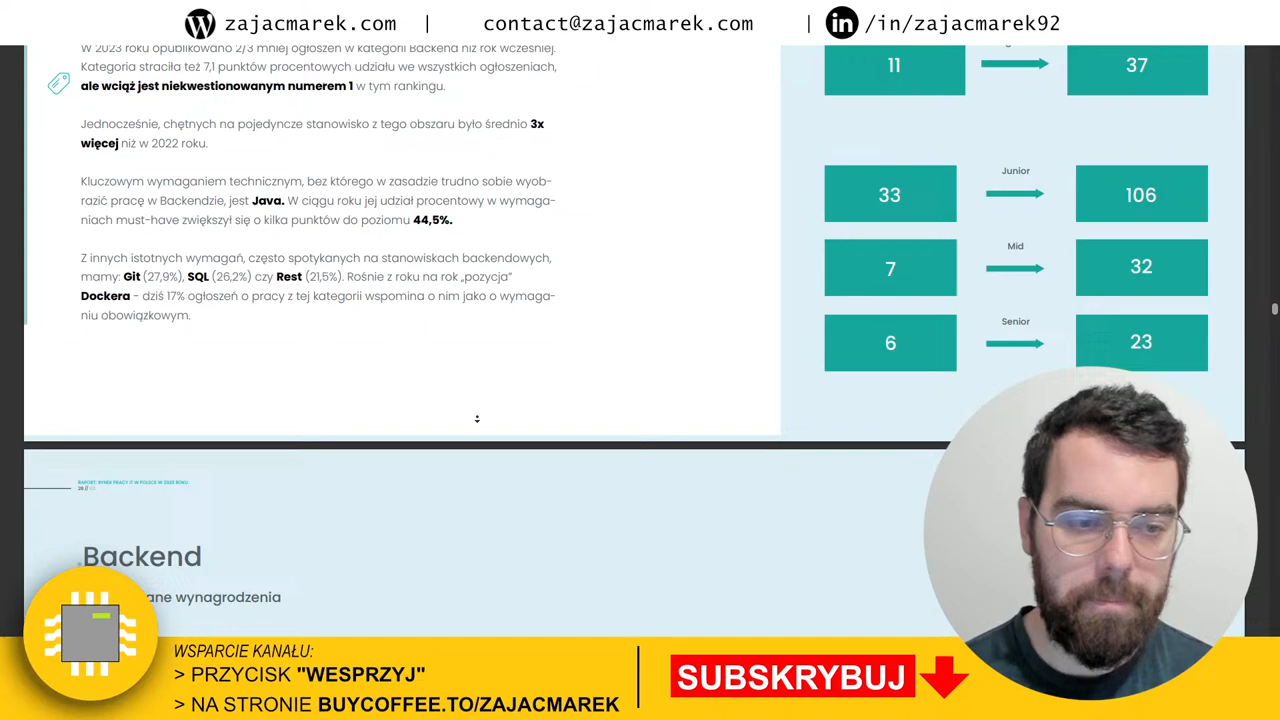 zajacmarek.com | contact@zajacmarek.com | /in/zajacmarek92
W 2023 roku opublikowano 2/3 mniej ogłoszeń w kategorii Backend niż rok wcześniej.
Kategoria straciła też 7,1 punktów procentowych udziału we wszystkich ogłoszeniach,
ale wciąż jest niekwestionowanym numerem 1 w tym rankingu.
Jednocześnie, chętnych na pojedyncze stanowisko z tego obszaru było średnio 3x
więcej niż w 2022 roku.
Kluczowym wymaganiem technicznym, bez którego w zasadzie trudno sobie wyob-
razić pracę w Backendzie, jest Java. W ciągu roku jej udział procentowy w wymaga-
niach must-have zwiększył się o kilka punktów do poziomu 44,5%.
Z innych istotnych wymagań, często spotykanych na stanowiskach backendowych,
mamy: Git (27,9%), SQL (26,2%) czy Rest (21,5%). Rośnie z roku na rok „pozycja”
Dockera - dziś 17% ogłoszeń o pracy z tej kategorii wspomina o nim jako o wymaga-
niu obowiązkowym.
11 37
33 Junior 106
7 Mid 32
6 Senior 23
RAPORT: RYNEK PRACY IT W POLSCE W 2023 ROKU
Backend
ane wynagrodzenia
WSPARCIE KANAŁU:
> PRZYCISK "WESPRZYJ"
> NA STRONIE BUYCOFFEE.TO/ZAJACMAREK
SUBSKRYBUJ